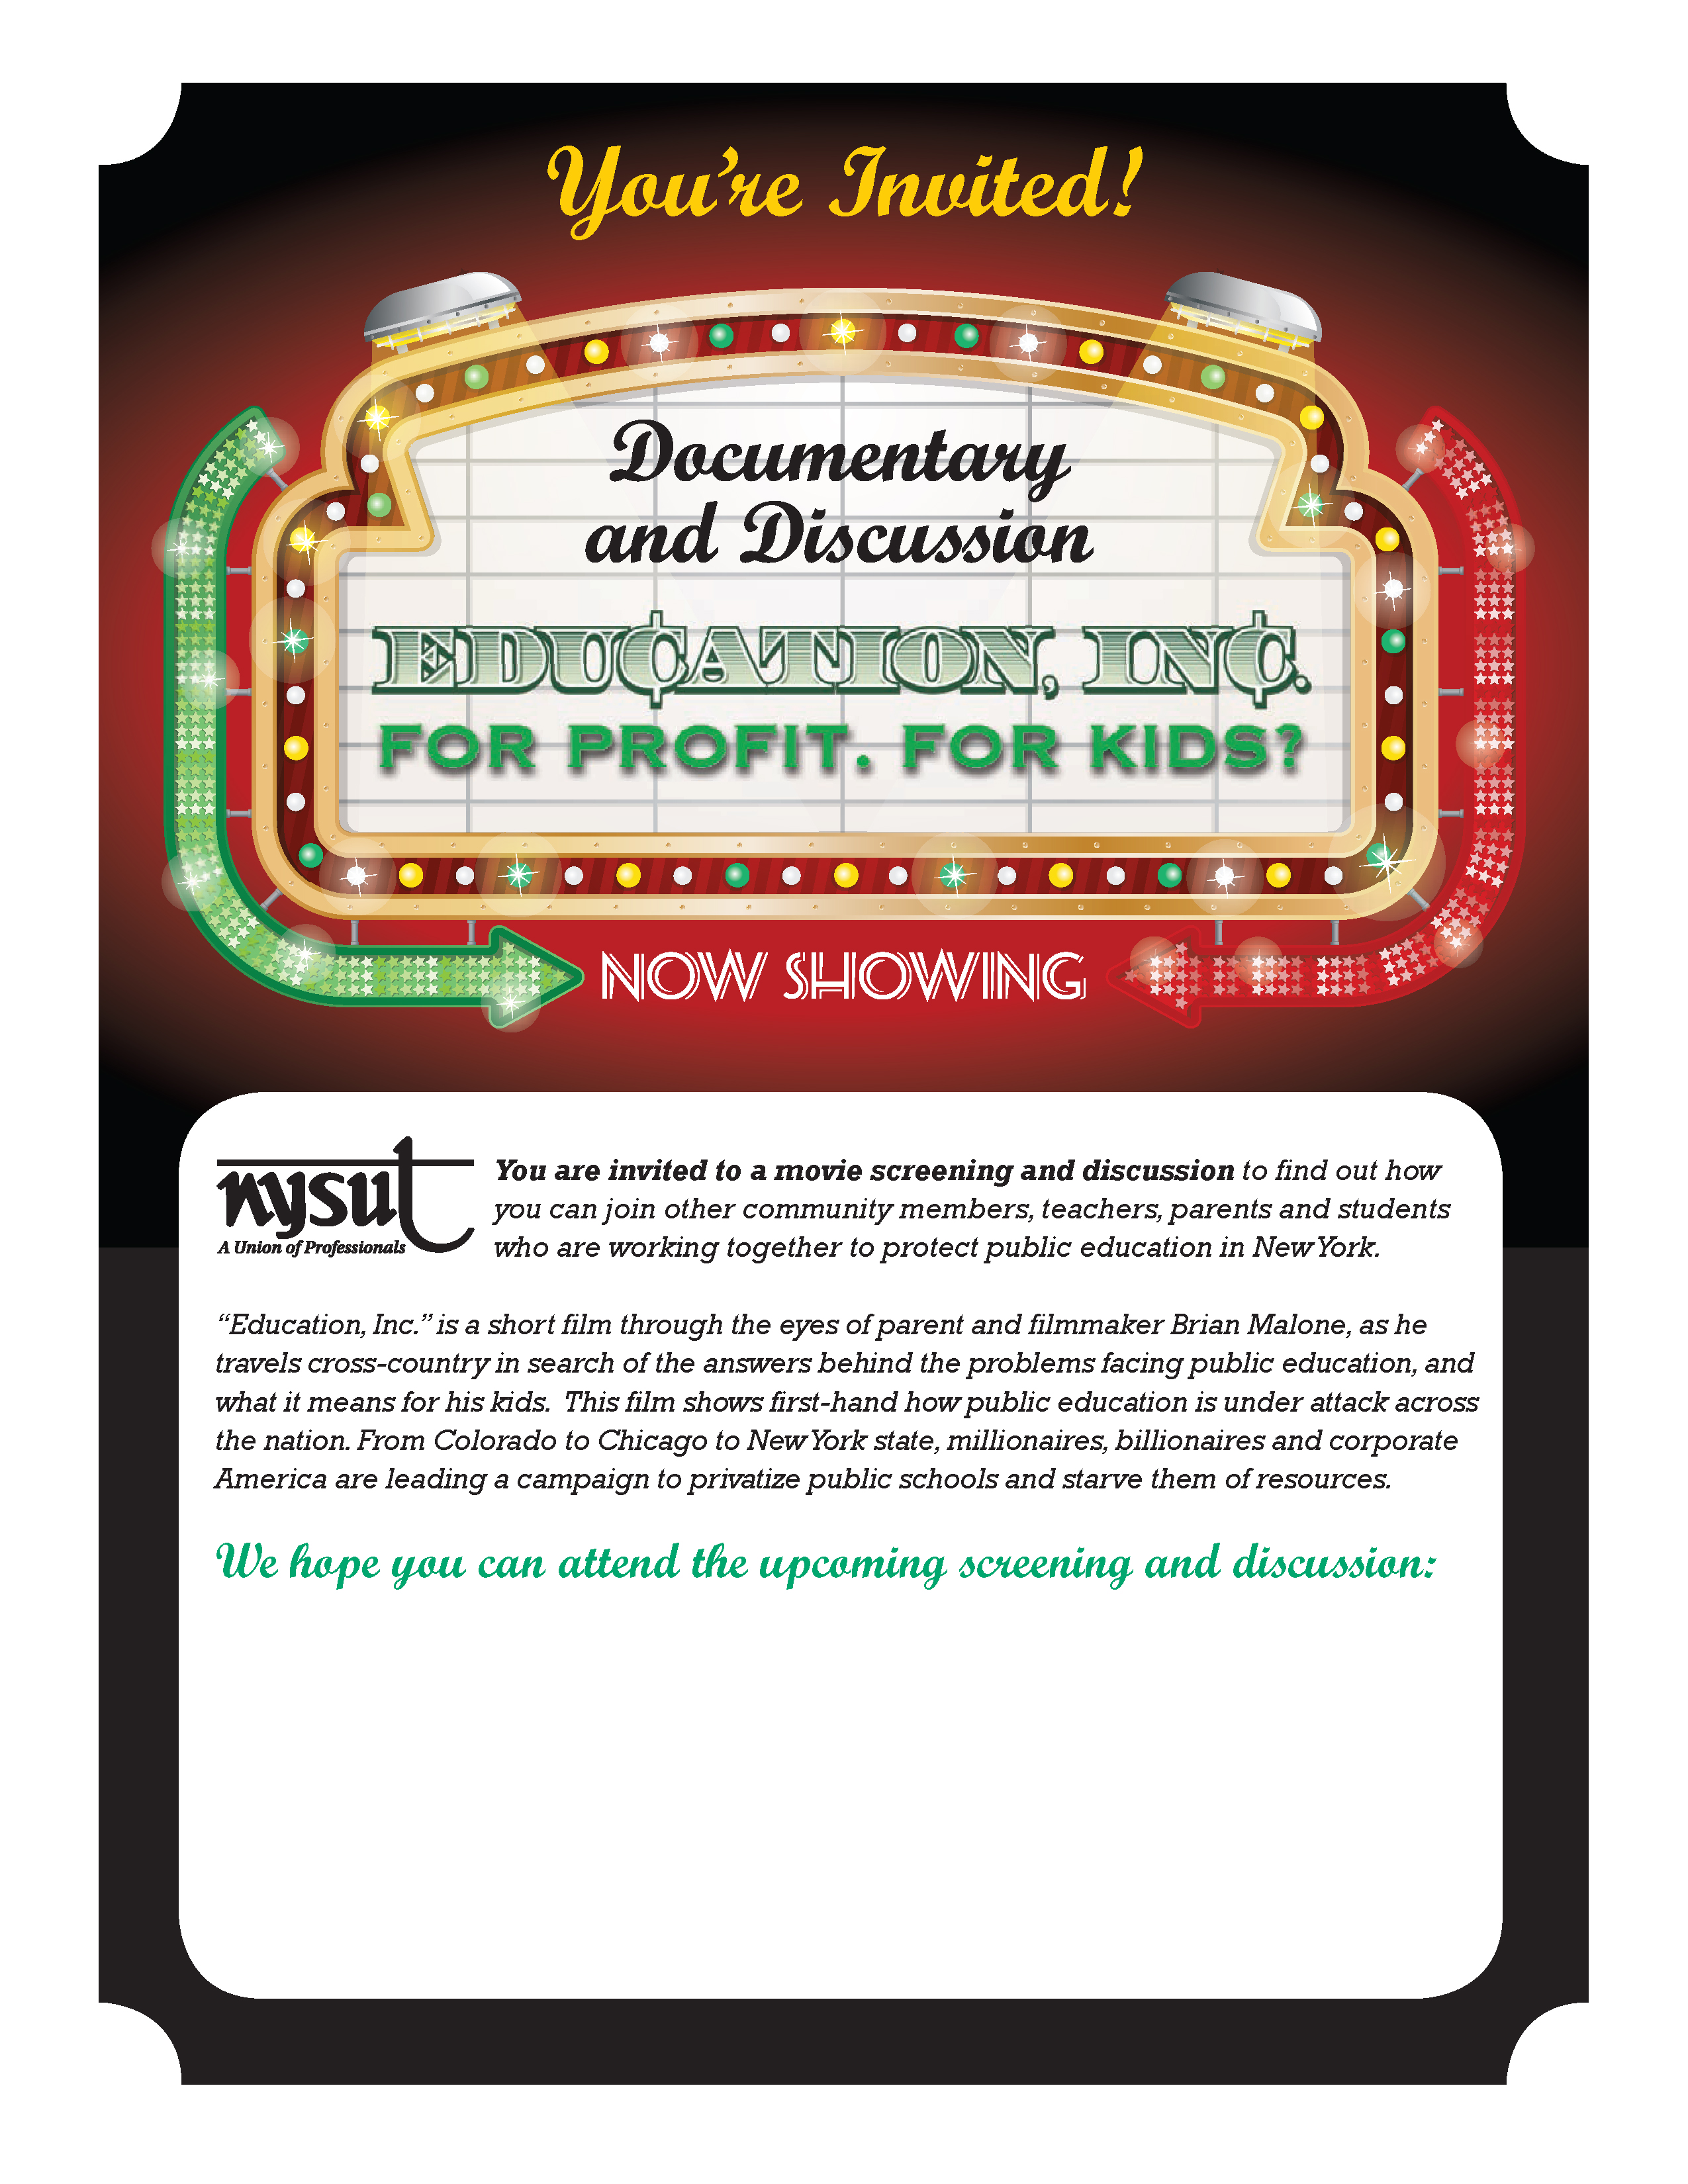 You're Invited!
Documentary
and Discussion
EDU¢ATION, IN¢.
FOR PROFIT. FOR KIDS?
NOW SHOWING
nysut
A Union of Professionals
You are invited to a movie screening and discussion to find out how
you can join other community members, teachers, parents and students
who are working together to protect public education in New York.
“Education, Inc.” is a short film through the eyes of parent and filmmaker Brian Malone, as he
travels cross-country in search of the answers behind the problems facing public education, and
what it means for his kids.  This film shows first-hand how public education is under attack across
the nation. From Colorado to Chicago to New York state, millionaires, billionaires and corporate
America are leading a campaign to privatize public schools and starve them of resources.
We hope you can attend the upcoming screening and discussion: